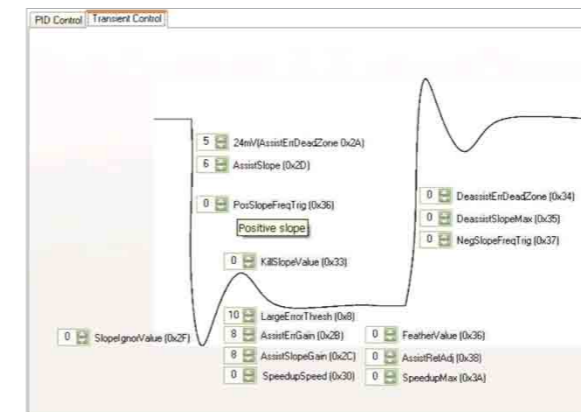 PID Control Transient Control
5 24mV(AssistErrDeadZone 0x2A)
6 AssistSlope (0x2D)
0 PosSlopeFreqTrig (0x36)
Positive slope
0 KillSlopeValue (0x33)
0 DeassistErrDeadZone (0x34)
0 DeassistSlopeMax (0x35)
0 NegSlopeFreqTrig (0x37)
10 LargeErrorThresh (0x8)
0 SlopeIgnorValue (0x2F)
8 AssistErrGain (0x2B)
0 FeatherValue (0x36)
8 AssistSlopeGain (0x2C)
0 AssistRelAdj (0x38)
0 SpeedupSpeed (0x30)
0 SpeedupMax (0x3A)